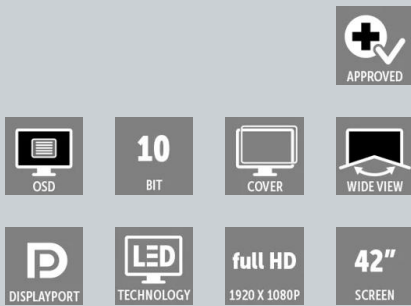 APPROVED
OSD
10
BIT
COVER
WIDE VIEW
DISPLAYPORT
LED
TECHNOLOGY
full HD
1920 X 1080P
42"
SCREEN